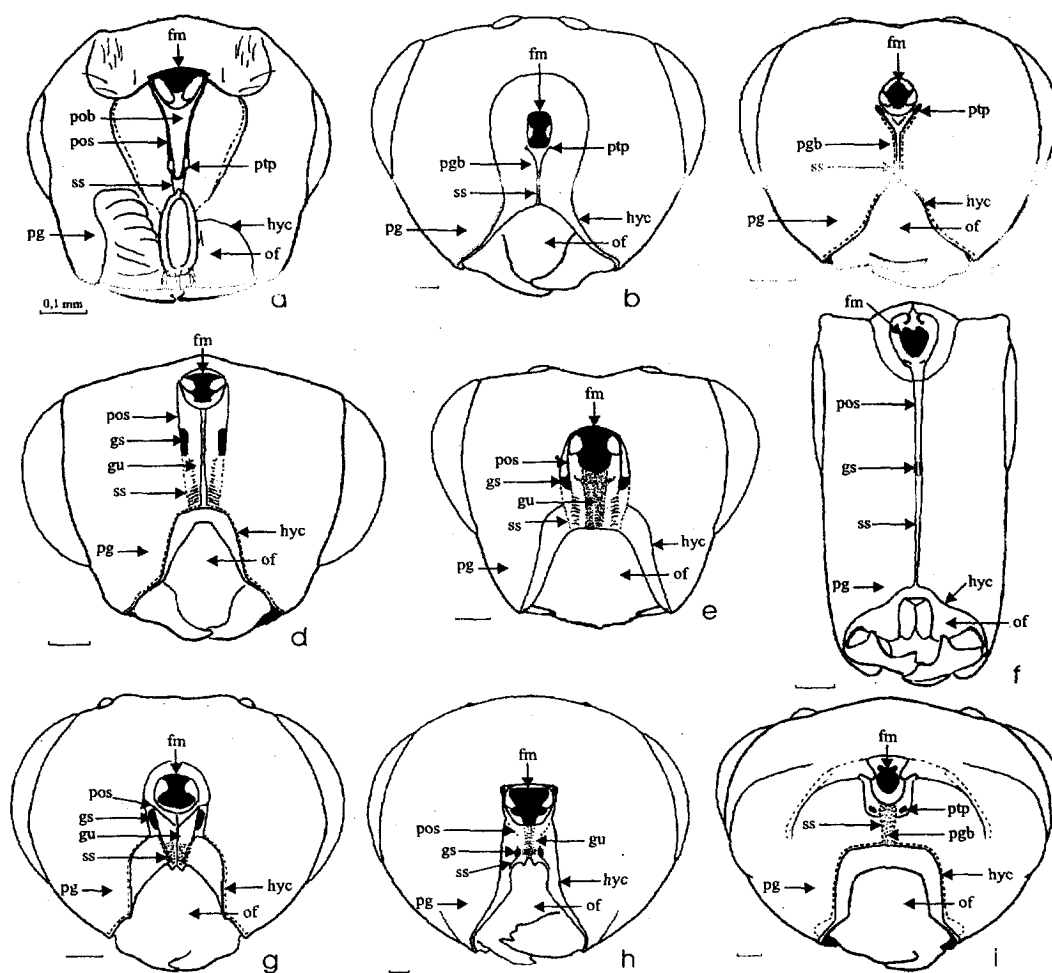 fm
pob
pos
ptp
ss
hyc
pg
of
a
0,1 mm
fm
ptp
pgb
ss
hyc
pg
of
b
fm
ptp
pgb
ss
hyc
pg
of
fm
pos
gs
gu
ss
hyc
pg
of
d
fm
pos
gs
gu
ss
hyc
pg
of
e
fm
pos
gs
ss
pg
hyc
of
f
fm
pos
gs
gu
ss
hyc
pg
of
g
fm
pos
gu
gs
ss
hyc
pg
of
h
fm
ptp
ss
pgb
hyc
pg
of
i